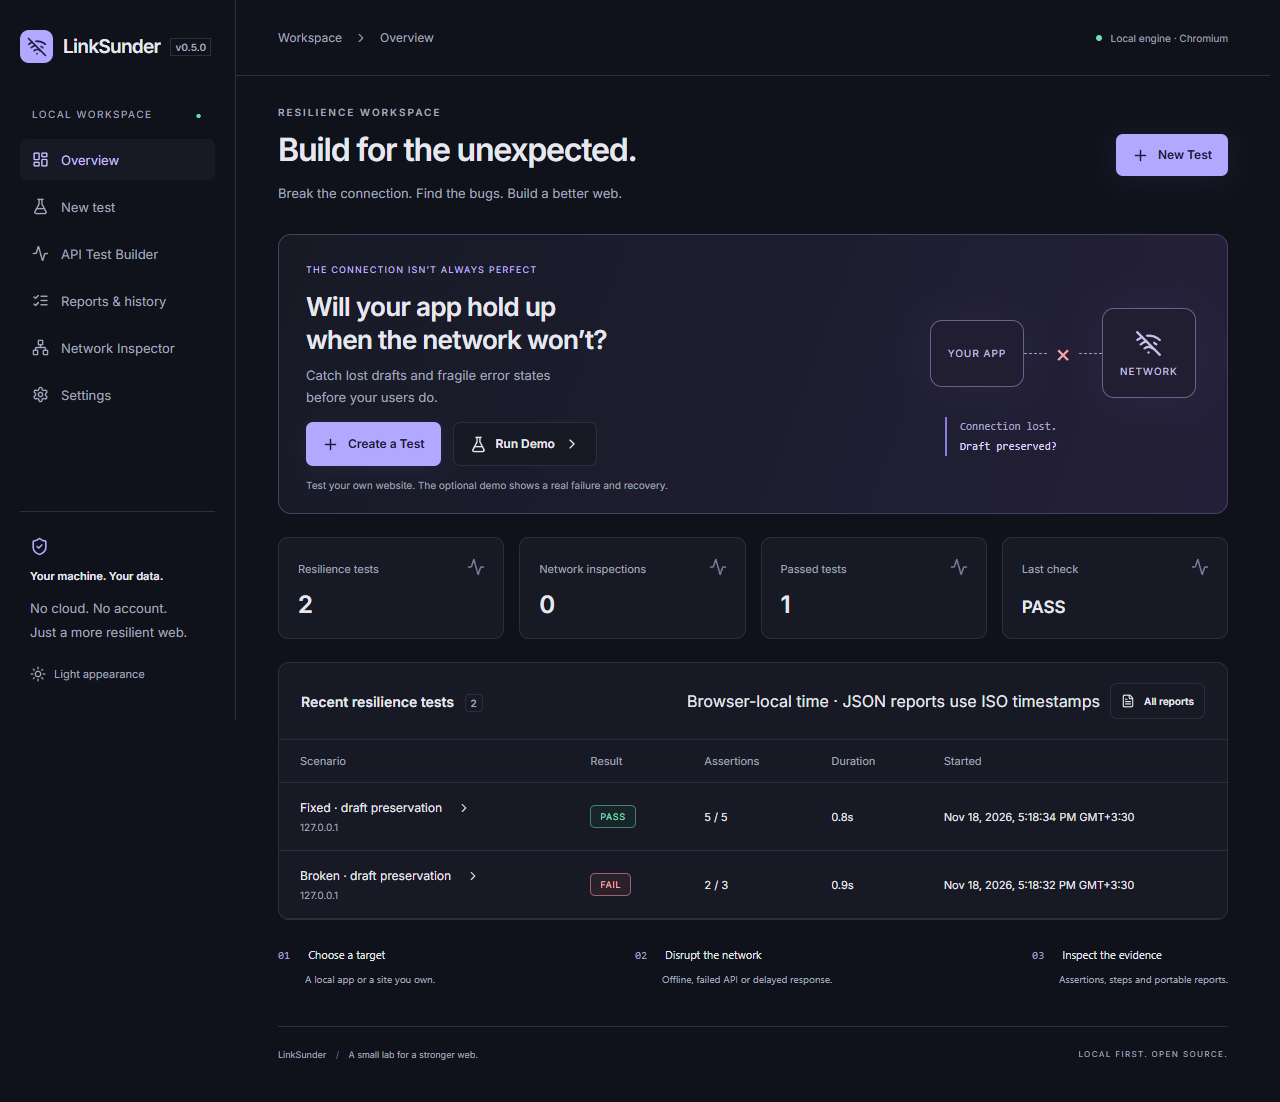 LinkSunder v0.5.0
LOCAL WORKSPACE
Overview
New test
API Test Builder
Reports & history
Network Inspector
Settings
Your machine. Your data.
No cloud. No account.
Just a more resilient web.
Light appearance
Workspace > Overview
Local engine · Chromium
RESILIENCE WORKSPACE
Build for the unexpected.
Break the connection. Find the bugs. Build a better web.
New Test
THE CONNECTION ISN'T ALWAYS PERFECT
Will your app hold up
when the network won’t?
Catch lost drafts and fragile error states
before your users do.
Create a Test
Run Demo
Test your own website. The optional demo shows a real failure and recovery.
YOUR APP
NETWORK
Connection lost.
Draft preserved?
Resilience tests
2
Network inspections
0
Passed tests
1
Last check
PASS
Recent resilience tests 2
Browser-local time · JSON reports use ISO timestamps
All reports
Scenario Result Assertions Duration Started
Fixed · draft preservation PASS 5 / 5 0.8s Nov 18, 2026, 5:18:34 PM GMT+3:30
127.0.0.1
Broken · draft preservation FAIL 2 / 3 0.9s Nov 18, 2026, 5:18:32 PM GMT+3:30
127.0.0.1
01 Choose a target
A local app or a site you own.
02 Disrupt the network
Offline, failed API or delayed response.
03 Inspect the evidence
Assertions, steps and portable reports.
LinkSunder / A small lab for a stronger web.
LOCAL FIRST. OPEN SOURCE.